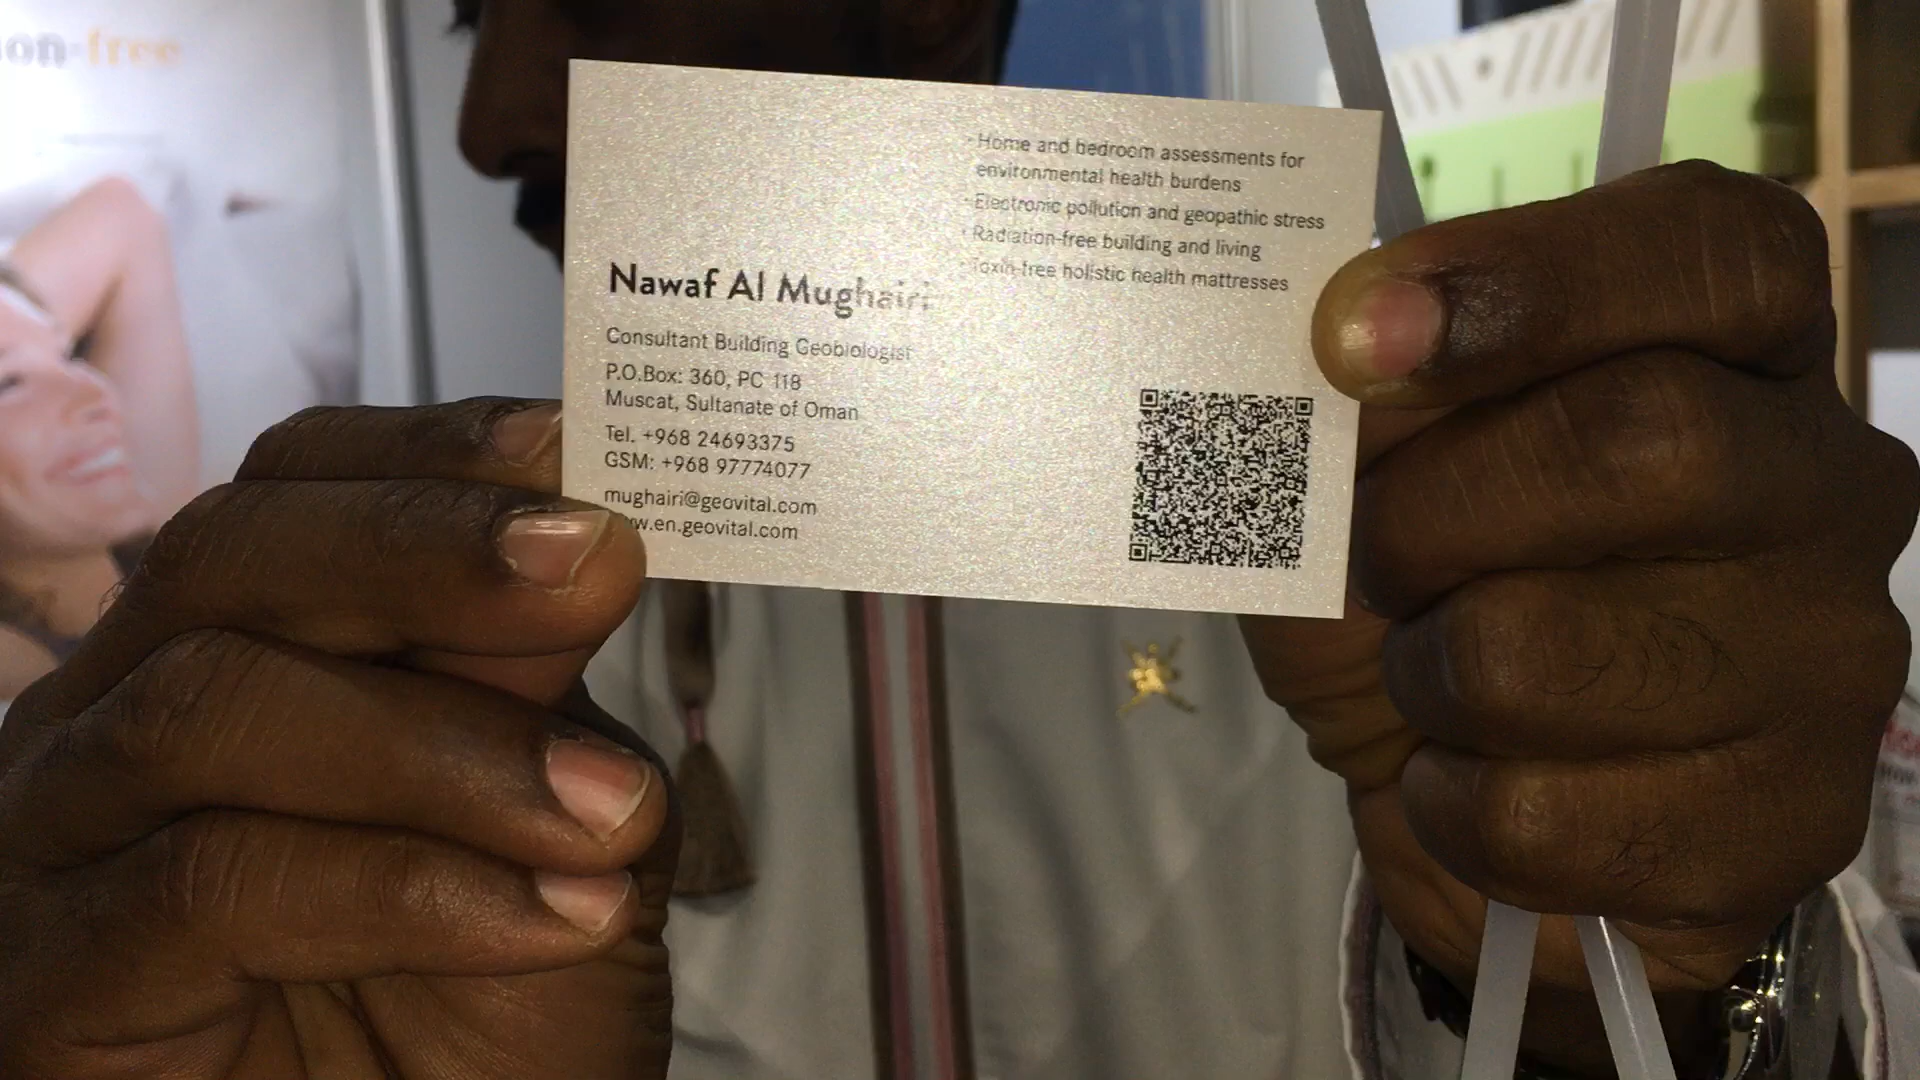 on-free
- Home and bedroom assessments for
environmental health burdens
- Electronic pollution and geopathic stress
- Radiation-free building and living
- Toxin-free holistic health mattresses
Nawaf Al Mughairi
Consultant Building Geobiologist
P.O.Box: 360, PC 118
Muscat, Sultanate of Oman
Tel. +968 24693375
GSM: +968 97774077
mughairi@geovital.com
w.en.geovital.com